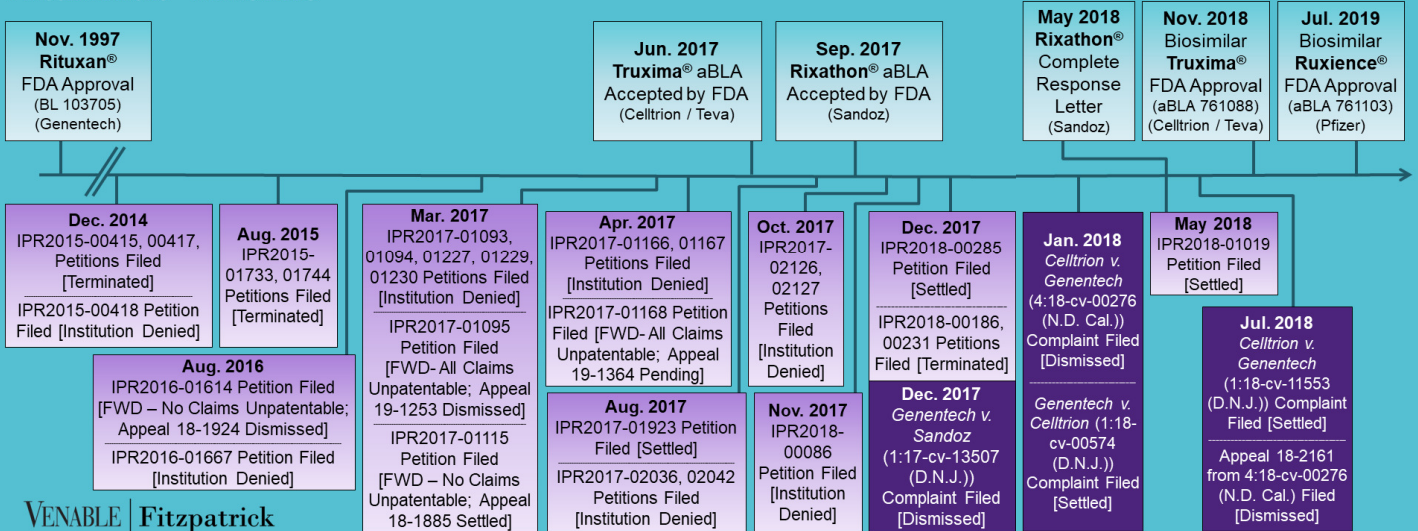 Nov. 1997
Rituxan®
FDA Approval
(BL 103705)
(Genentech)
Jun. 2017
Truxima® aBLA
Accepted by FDA
(Celltrion / Teva)
Sep. 2017
Rixathon® aBLA
Accepted by FDA
(Sandoz)
May 2018
Rixathon®
Complete
Response
Letter
(Sandoz)
Nov. 2018
Biosimilar
Truxima®
FDA Approval
(aBLA 761088)
(Celltrion / Teva)
Jul. 2019
Biosimilar
Ruxience®
FDA Approval
(aBLA 761103)
(Pfizer)
Dec. 2014
IPR2015-00415, 00417,
Petitions Filed
[Terminated]
IPR2015-00418 Petition
Filed [Institution Denied]
Aug. 2015
IPR2015-
01733, 01744
Petitions Filed
[Terminated]
Aug. 2016
IPR2016-01614 Petition Filed
[FWD – No Claims Unpatentable;
Appeal 18-1924 Dismissed]
IPR2016-01667 Petition Filed
[Institution Denied]
Mar. 2017
IPR2017-01093,
01094, 01227, 01229,
01230 Petitions Filed
[Institution Denied]
IPR2017-01095
Petition Filed
[FWD- All Claims
Unpatentable; Appeal
19-1253 Dismissed]
IPR2017-01115
Petition Filed
[FWD – No Claims
Unpatentable; Appeal
18-1885 Settled]
Apr. 2017
IPR2017-01166, 01167
Petitions Filed
[Institution Denied]
IPR2017-01168 Petition
Filed [FWD- All Claims
Unpatentable; Appeal
19-1364 Pending]
Aug. 2017
IPR2017-01923 Petition
Filed [Settled]
IPR2017-02036, 02042
Petitions Filed
[Institution Denied]
Oct. 2017
IPR2017-
02126,
02127
Petitions
Filed
[Institution
Denied]
Nov. 2017
IPR2018-
00086
Petition Filed
[Institution
Denied]
Dec. 2017
IPR2018-00285
Petition Filed
[Settled]
IPR2018-00186,
00231 Petitions
Filed [Terminated]
Dec. 2017
Genentech v.
Sandoz
(1:17-cv-13507
(D.N.J.))
Complaint Filed
[Dismissed]
Jan. 2018
Celltrion v.
Genentech
(4:18-cv-00276
(N.D. Cal.))
Complaint Filed
[Dismissed]
Genentech v.
Celltrion (1:18-
cv-00574
(D.N.J.))
Complaint Filed
[Settled]
May 2018
IPR2018-01019
Petition Filed
[Settled]
Jul. 2018
Celltrion v.
Genentech
(1:18-cv-11553
(D.N.J.)) Complaint
Filed [Settled]
Appeal 18-2161
from 4:18-cv-00276
(N.D. Cal.) Filed
[Dismissed]
VENABLE | Fitzpatrick